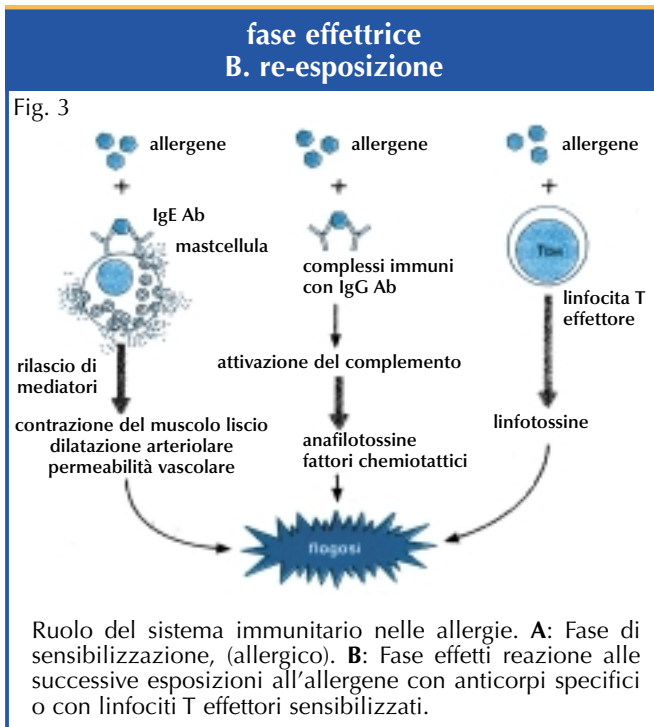 fase effettrice
B. re-esposizione
Fig. 3
allergene
allergene
allergene
+
+
+
IgE Ab
mastcellula
complessi immuni
con IgG Ab
linfocita T
effettore
rilascio di
mediatori
attivazione del complemento
contrazione del muscolo liscio
dilatazione arteriolare
permeabilità vascolare
anafilotossine
fattori chemiotattici
linfotossine
flogosi
Ruolo del sistema immunitario nelle allergie. A: Fase di
sensibilizzazione, (allergico). B: Fase effetti reazione alle
successive esposizioni all'allergene con anticorpi specifici
o con linfociti T effettori sensibilizzati.